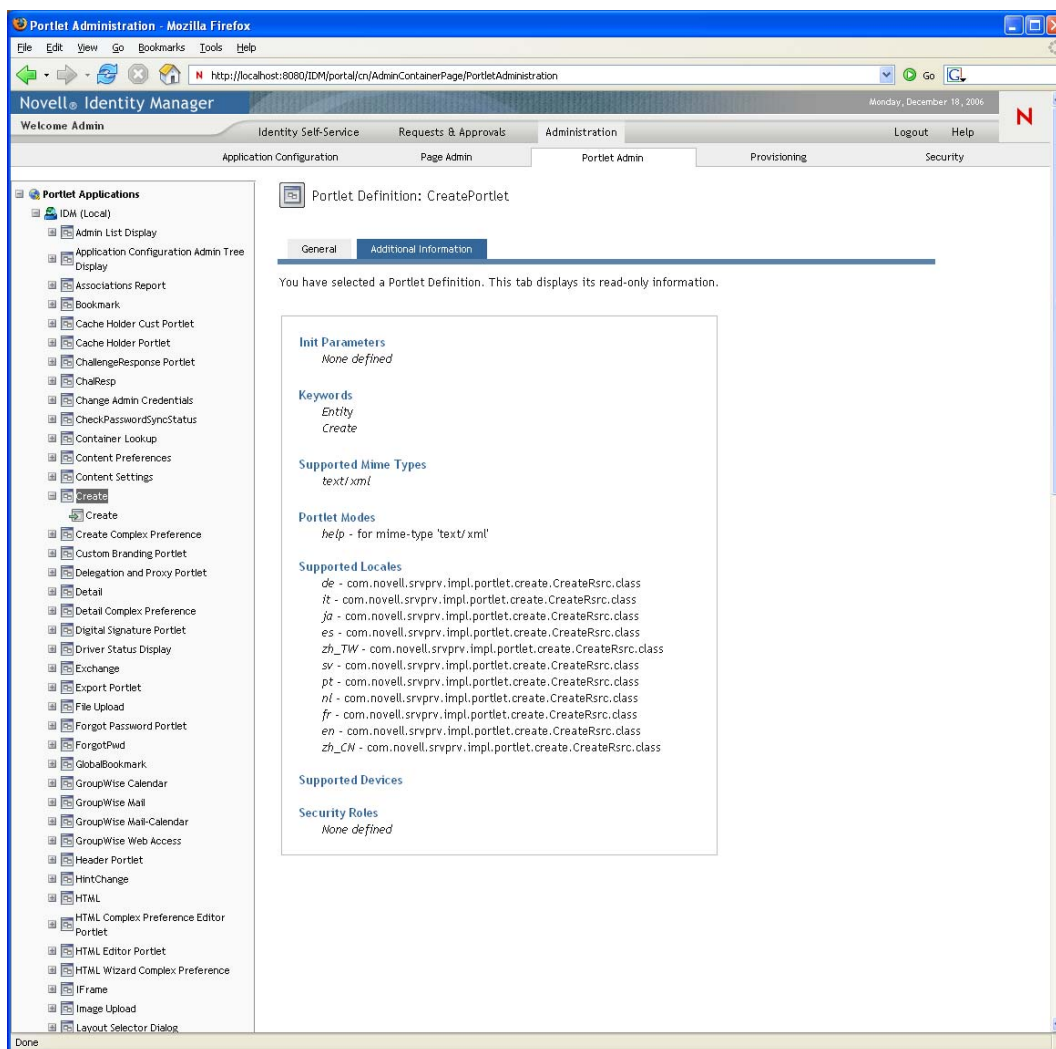 Portlet Administration - Mozilla Firefox
File Edit View Go Bookmarks Tools Help
N http://localhost:8080/IDM/portal/cn/AdminContainerPage/PortletAdministration Go G
Novell® Identity Manager Monday, December 18, 2006
N
Welcome Admin Identity Self-Service Requests & Approvals Administration Logout Help
Application Configuration Page Admin Portlet Admin Provisioning Security
Portlet Applications
IDM (Local)
Admin List Display
Application Configuration Admin Tree
Display
Associations Report
Bookmark
Cache Holder Cust Portlet
Cache Holder Portlet
ChallengeResponse Portlet
ChalResp
Change Admin Credentials
CheckPasswordSyncStatus
Container Lookup
Content Preferences
Content Settings
Create
Create
Create Complex Preference
Custom Branding Portlet
Delegation and Proxy Portlet
Detail
Detail Complex Preference
Digital Signature Portlet
Driver Status Display
Exchange
Export Portlet
File Upload
Forgot Password Portlet
ForgotPwd
GlobalBookmark
GroupWise Calendar
GroupWise Mail
GroupWise Mail-Calendar
GroupWise Web Access
Header Portlet
HintChange
HTML
HTML Complex Preference Editor
Portlet
HTML Editor Portlet
HTML Wizard Complex Preference
IFrame
Image Upload
Layout Selector Dialog
Portlet Definition: CreatePortlet
General Additional Information
You have selected a Portlet Definition. This tab displays its read-only information.
Init Parameters
None defined
Keywords
Entity
Create
Supported Mime Types
text/xml
Portlet Modes
help - for mime-type 'text/xml'
Supported Locales
de - com.novell.srvprv.impl.portlet.create.CreateRsrc.class
it - com.novell.srvprv.impl.portlet.create.CreateRsrc.class
ja - com.novell.srvprv.impl.portlet.create.CreateRsrc.class
es - com.novell.srvprv.impl.portlet.create.CreateRsrc.class
zh_TW - com.novell.srvprv.impl.portlet.create.CreateRsrc.class
sv - com.novell.srvprv.impl.portlet.create.CreateRsrc.class
pt - com.novell.srvprv.impl.portlet.create.CreateRsrc.class
nl - com.novell.srvprv.impl.portlet.create.CreateRsrc.class
fr - com.novell.srvprv.impl.portlet.create.CreateRsrc.class
en - com.novell.srvprv.impl.portlet.create.CreateRsrc.class
zh_CN - com.novell.srvprv.impl.portlet.create.CreateRsrc.class
Supported Devices
Security Roles
None defined
Done